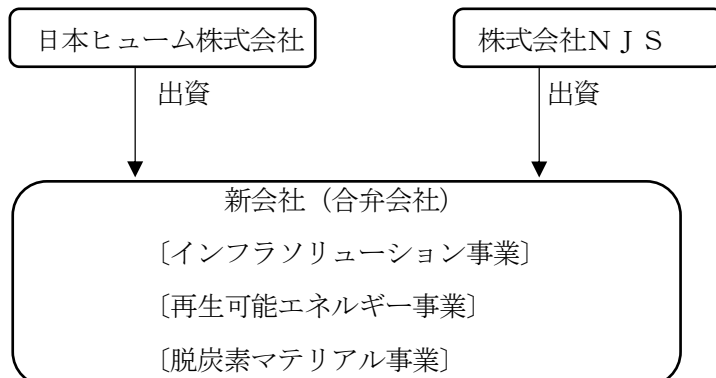 日本ヒューム株式会社
株式会社ＮＪＳ
出資
出資
新会社（合弁会社）
〔インフラソリューション事業〕
〔再生可能エネルギー事業〕
〔脱炭素マテリアル事業〕